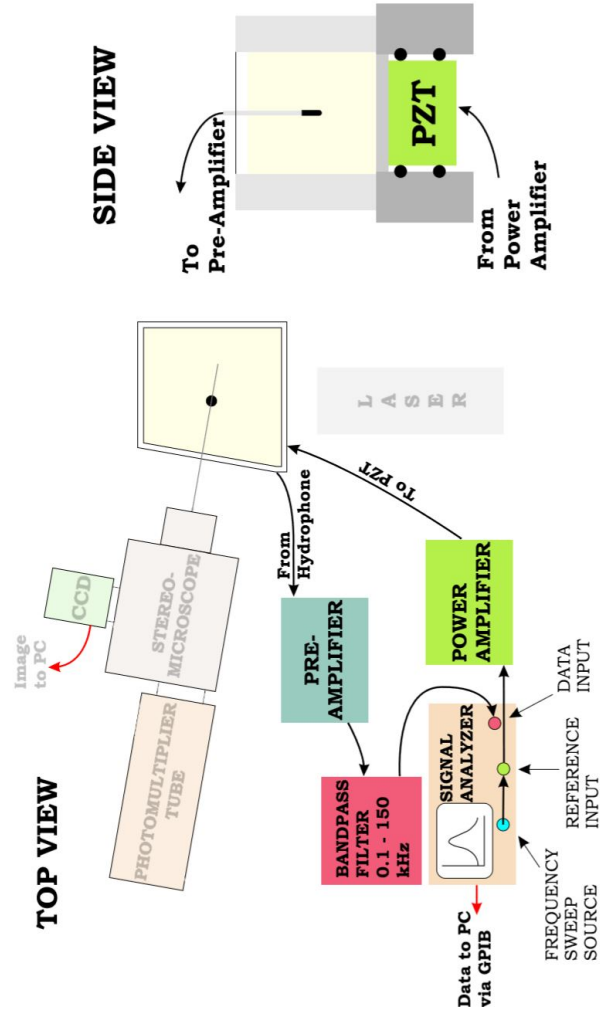 TOP VIEW
Image
to PC
CCD
PHOTOMULTIPLIER
TUBE
STEREO-
MICROSCOPE
From
Hydrophone
PRE-
AMPLIFIER
To PZT
L
A
S
E
R
BANDPASS
FILTER
0.1 - 150
kHz
SIGNAL
ANALYZER
POWER
AMPLIFIER
Data to PC
via GPIB
FREQUENCY
SWEEP
SOURCE
REFERENCE
INPUT
DATA
INPUT
SIDE VIEW
To
Pre-Amplifier
PZT
From
Power
Amplifier